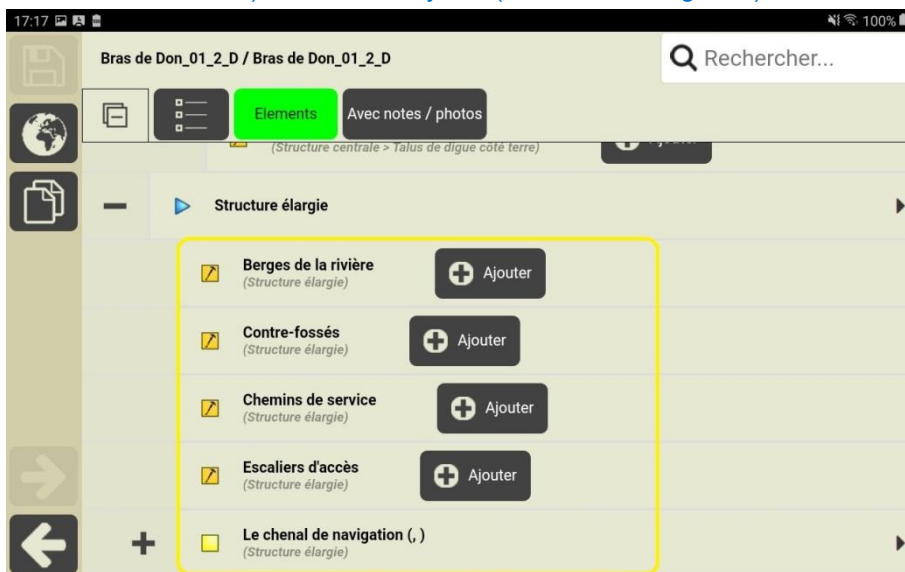 17:17 100%
Bras de Don_01_2_D / Bras de Don_01_2_D
Rechercher...
Elements
Avec notes / photos
(Structure centrale > Talus de digue côté terre)
Structure élargie
Berges de la rivière
(Structure élargie)
Ajouter
Contre-fossés
(Structure élargie)
Ajouter
Chemins de service
(Structure élargie)
Ajouter
Escaliers d'accès
(Structure élargie)
Ajouter
Le chenal de navigation (, )
(Structure élargie)